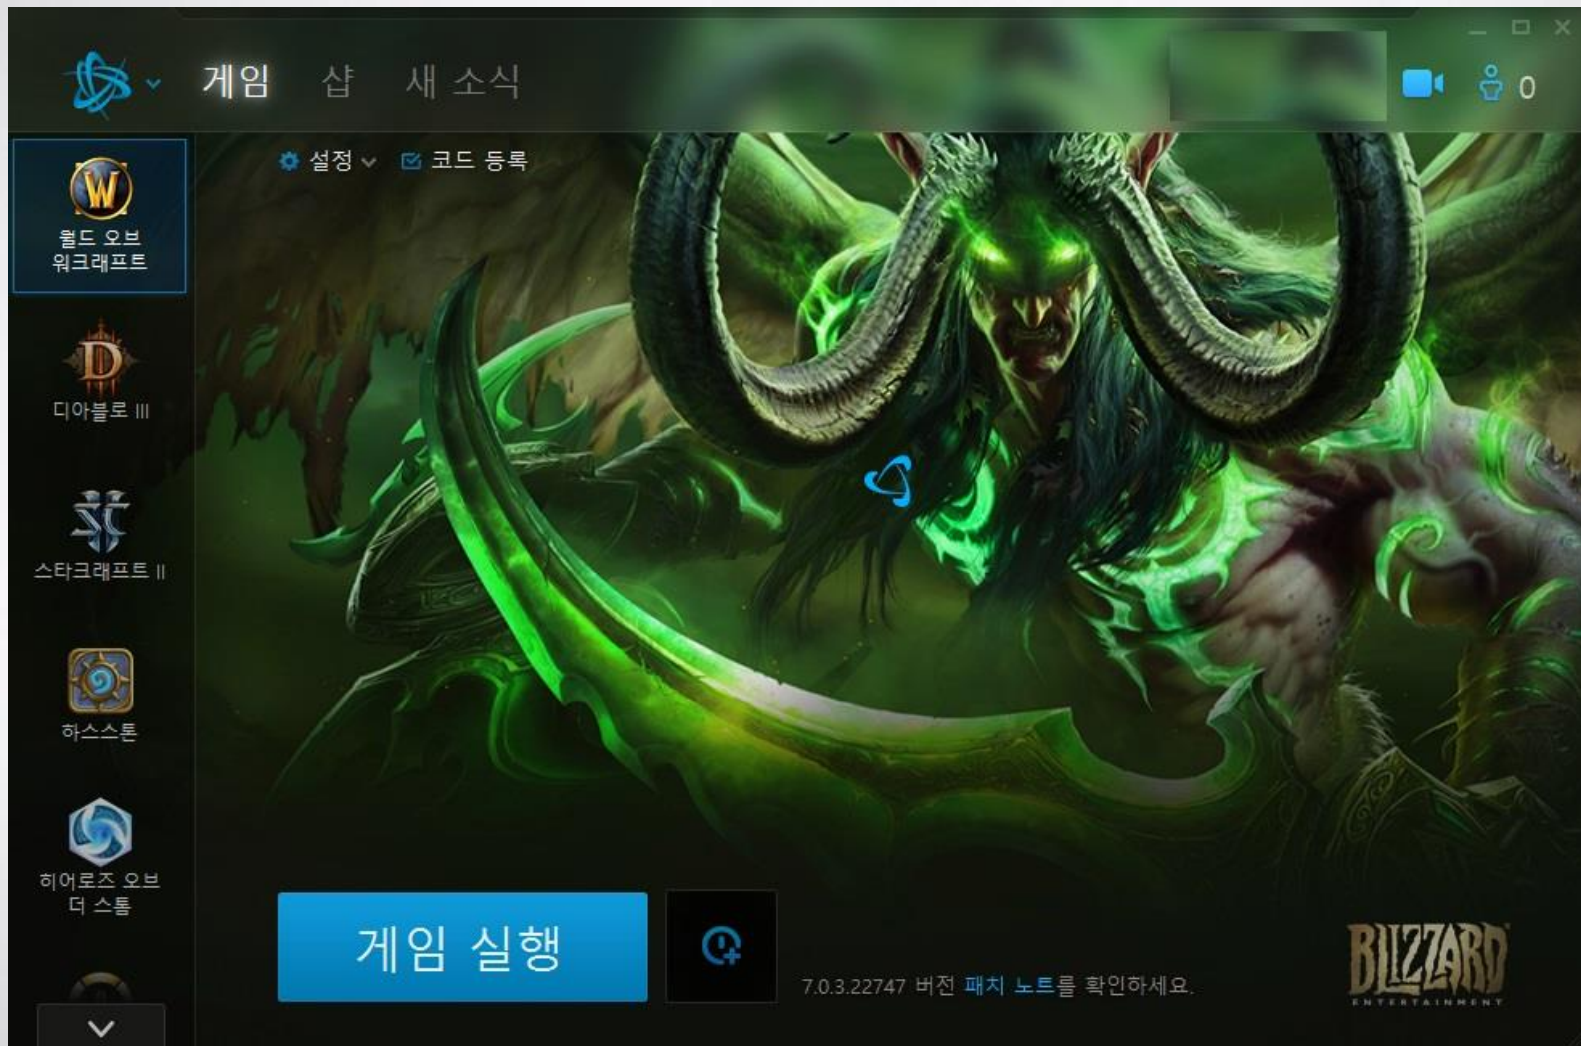 게임 샵 새 소식
0
설정 코드 등록
W
월드 오브
워크래프트
D
디아블로 III
스타크래프트 II
하스스톤
히어로즈 오브
더 스톰
게임 실행
7.0.3.22747 버전 패치 노트를 확인하세요.
BLIZZARD
ENTERTAINMENT